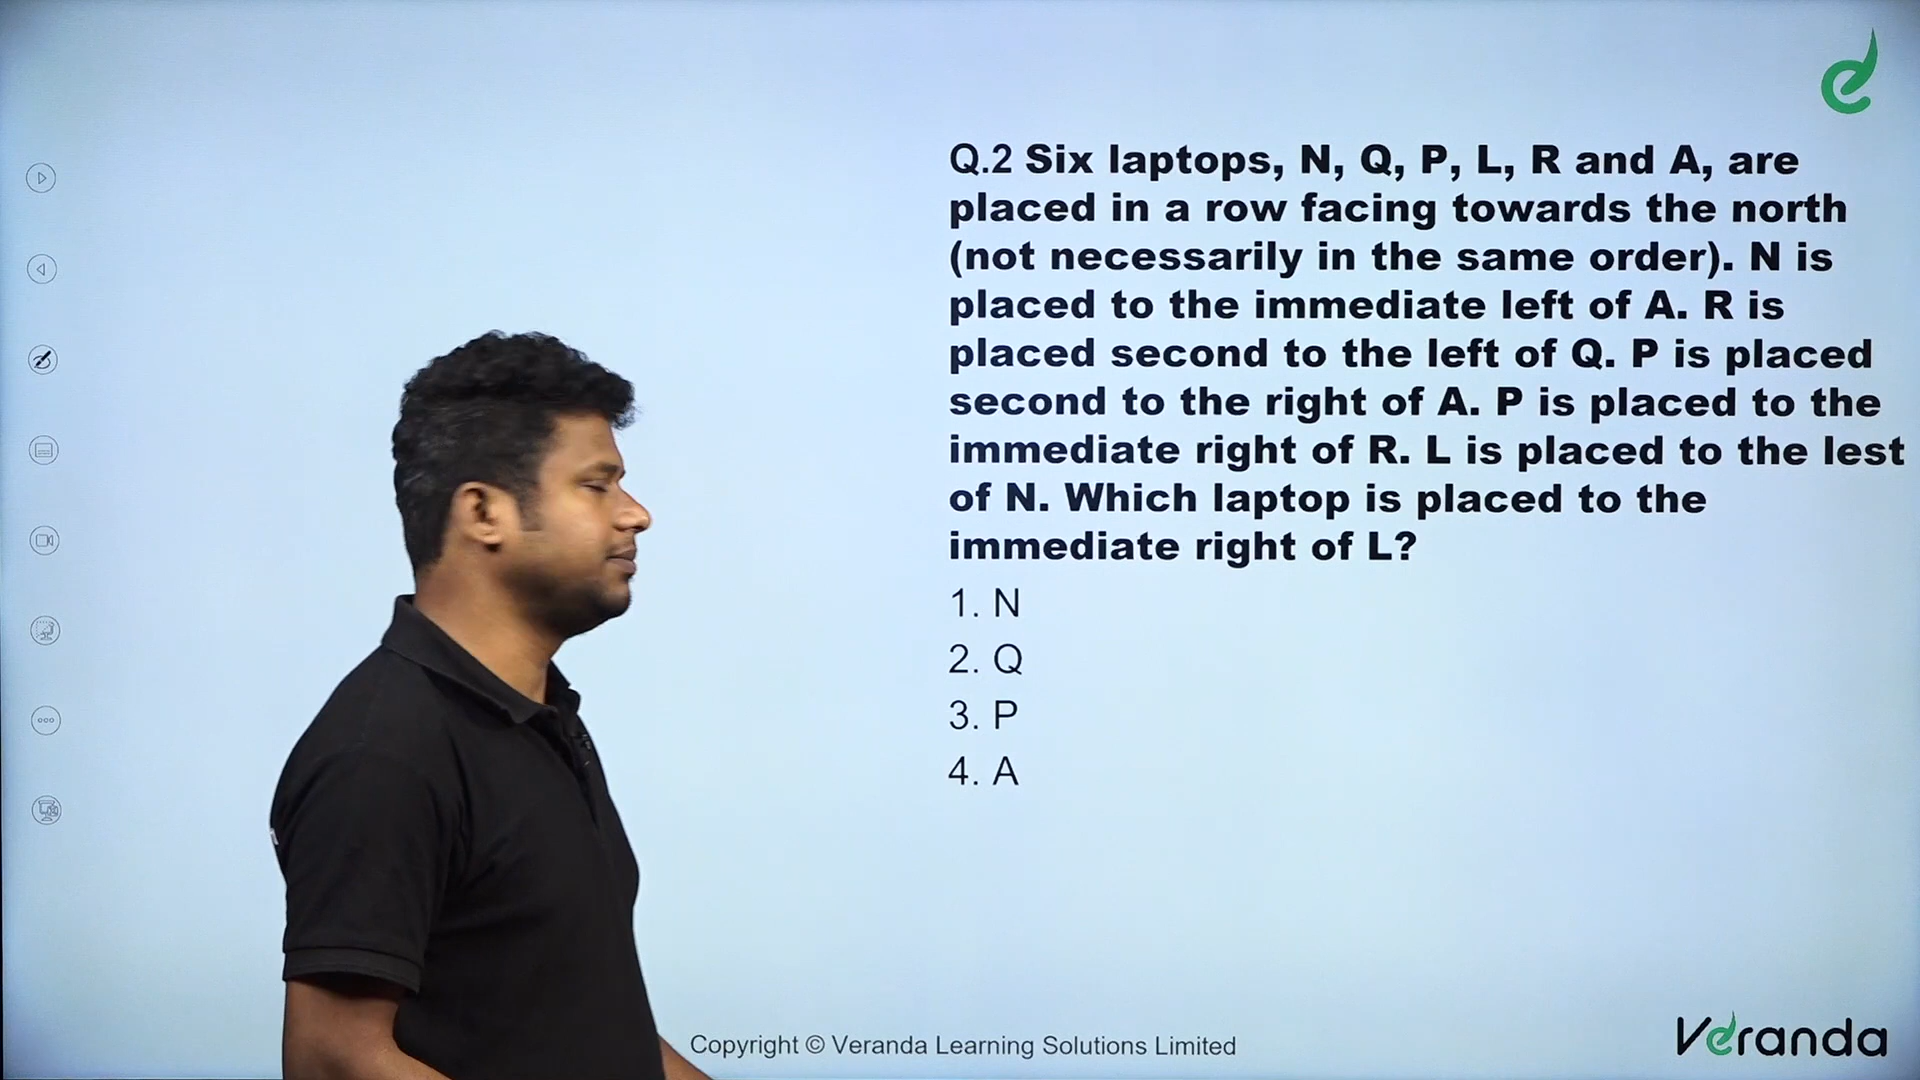 Q.2 Six laptops, N, Q, P, L, R and A, are
placed in a row facing towards the north
(not necessarily in the same order). N is
placed to the immediate left of A. R is
placed second to the left of Q. P is placed
second to the right of A. P is placed to the
immediate right of R. L is placed to the lest
of N. Which laptop is placed to the
immediate right of L?
1. N
2. Q
3. P
4. A
Copyright © Veranda Learning Solutions Limited
Veranda